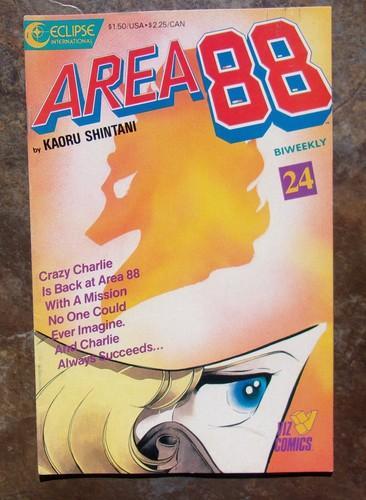 ECLIPSE
INTERNATIONAL
$1.50/USA•$2.25/CAN
AREA 88
by KAORU SHINTANI
BIWEEKLY
24
Crazy Charlie
Is Back at Area 88
With A Mission
No One Could
Ever Imagine.
And Charlie
Always Succeeds...
VIZ
COMICS